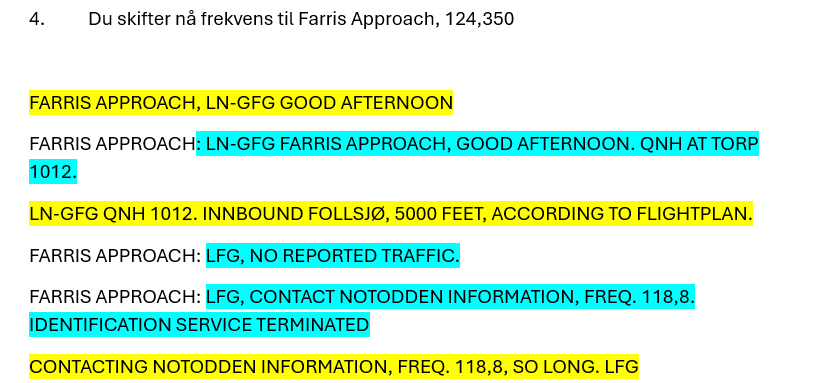 4. Du skifter nå frekvens til Farris Approach, 124,350
FARRIS APPROACH, LN-GFG GOOD AFTERNOON
FARRIS APPROACH: LN-GFG FARRIS APPROACH, GOOD AFTERNOON. QNH AT TORP
1012.
LN-GFG QNH 1012. INNBOUND FOLLSJØ, 5000 FEET, ACCORDING TO FLIGHTPLAN.
FARRIS APPROACH: LFG, NO REPORTED TRAFFIC.
FARRIS APPROACH: LFG, CONTACT NOTODDEN INFORMATION, FREQ. 118,8.
IDENTIFICATION SERVICE TERMINATED
CONTACTING NOTODDEN INFORMATION, FREQ. 118,8, SO LONG. LFG